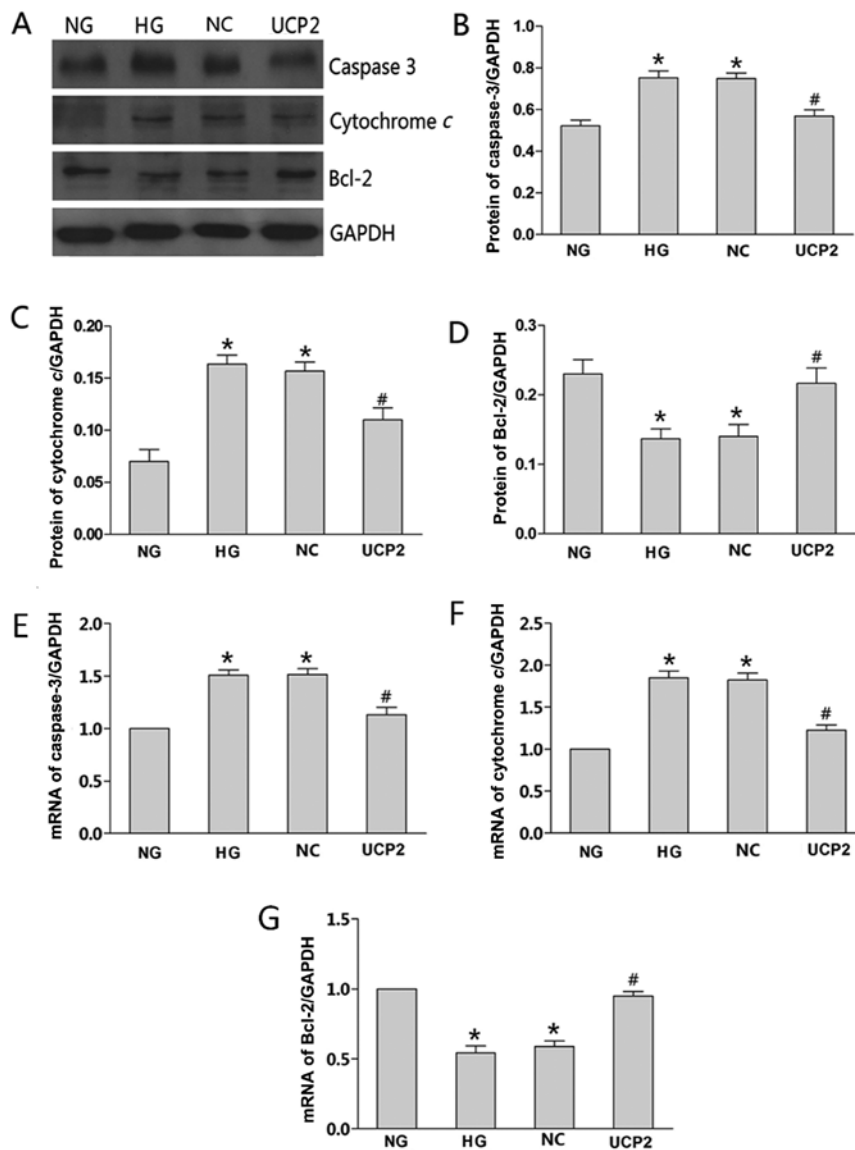 A
NG HG NC UCP2
Caspase 3
Cytochrome c
Bcl-2
GAPDH
B
Protein of caspase-3/GAPDH
1.0
0.8
0.6
0.4
0.2
0.0
* * #
NG HG NC UCP2
C
Protein of cytochrome c/GAPDH
0.20
0.15
0.10
0.05
0.00
* * #
NG HG NC UCP2
D
Protein of Bcl-2/GAPDH
0.3
0.2
0.1
0.0
* * #
NG HG NC UCP2
E
mRNA of caspase-3/GAPDH
2.0
1.5
1.0
0.5
0.0
* * #
NG HG NC UCP2
F
mRNA of cytochrome c/GAPDH
2.5
2.0
1.5
1.0
0.5
0.0
* * #
NG HG NC UCP2
G
mRNA of Bcl-2/GAPDH
1.5
1.0
0.5
0.0
* * #
NG HG NC UCP2